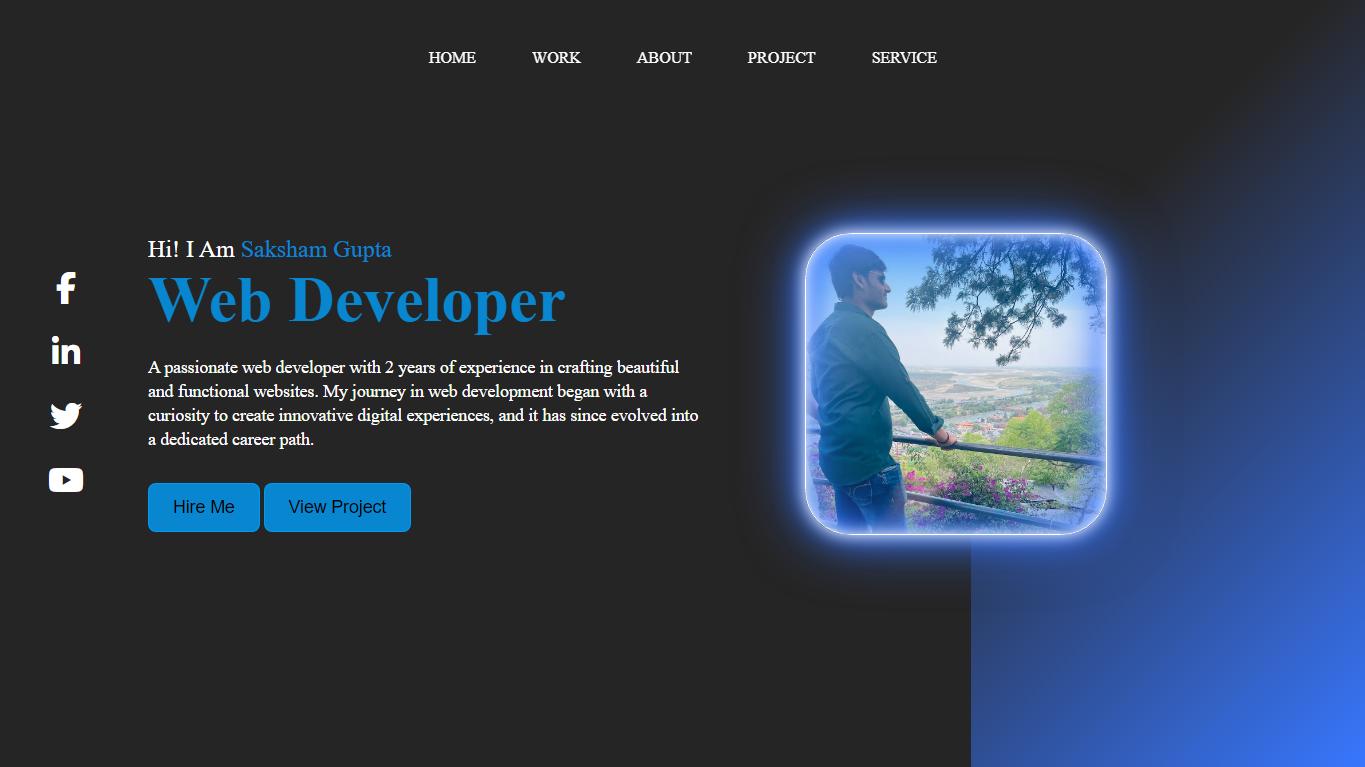 HOME WORK ABOUT PROJECT SERVICE
Hi! I Am Saksham Gupta
Web Developer
A passionate web developer with 2 years of experience in crafting beautiful
and functional websites. My journey in web development began with a
curiosity to create innovative digital experiences, and it has since evolved into
a dedicated career path.
Hire Me View Project